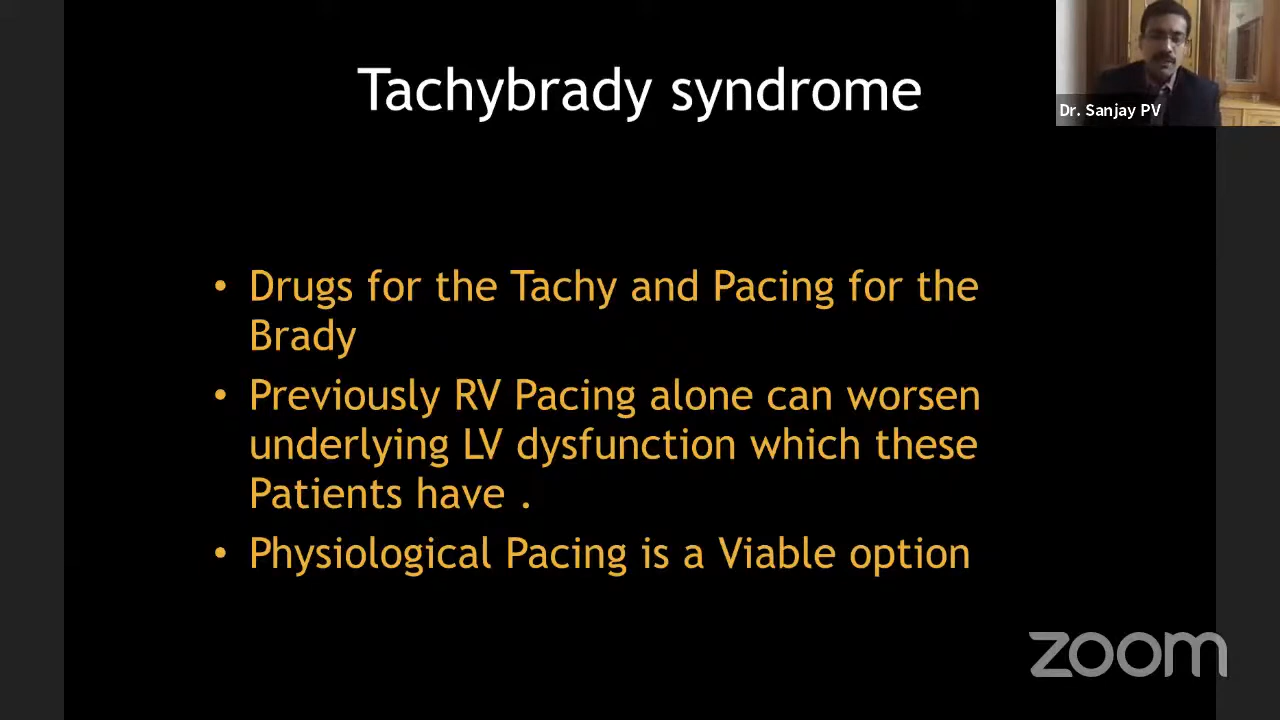 Tachybrady syndrome
Dr. Sanjay PV
• Drugs for the Tachy and Pacing for the
Brady
• Previously RV Pacing alone can worsen
underlying LV dysfunction which these
Patients have .
• Physiological Pacing is a Viable option
zoom